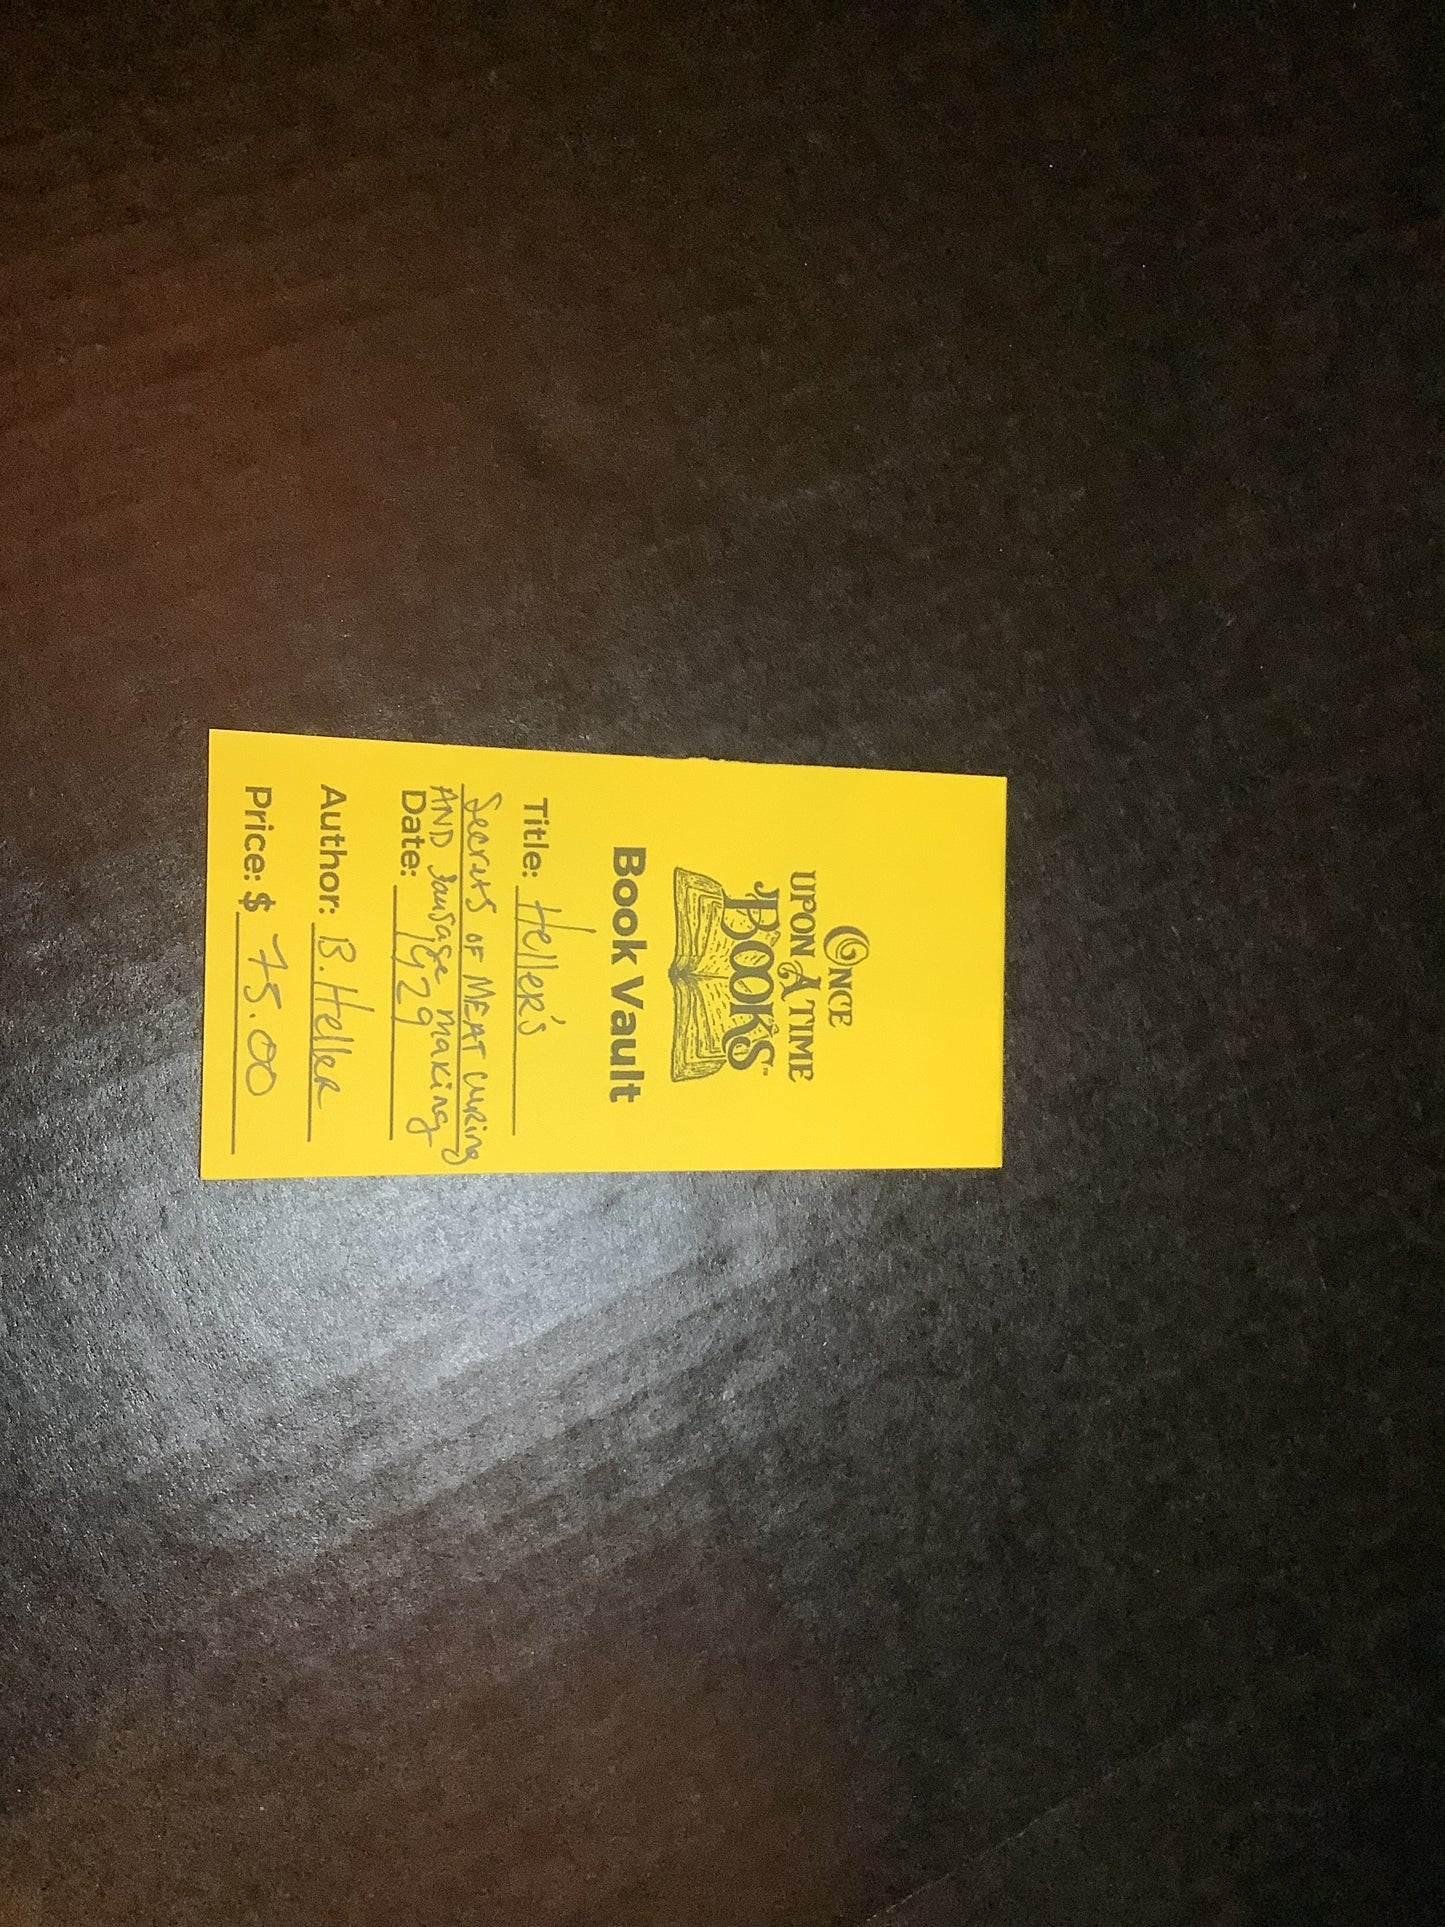 ONCE
UPON A TIME
BOOKS™
Book Vault
Title: Heller's
Secrets OF MEAT Curing
AND Sausage Making
Date: 1929
Author: B. Heller
Price: $ 75.00